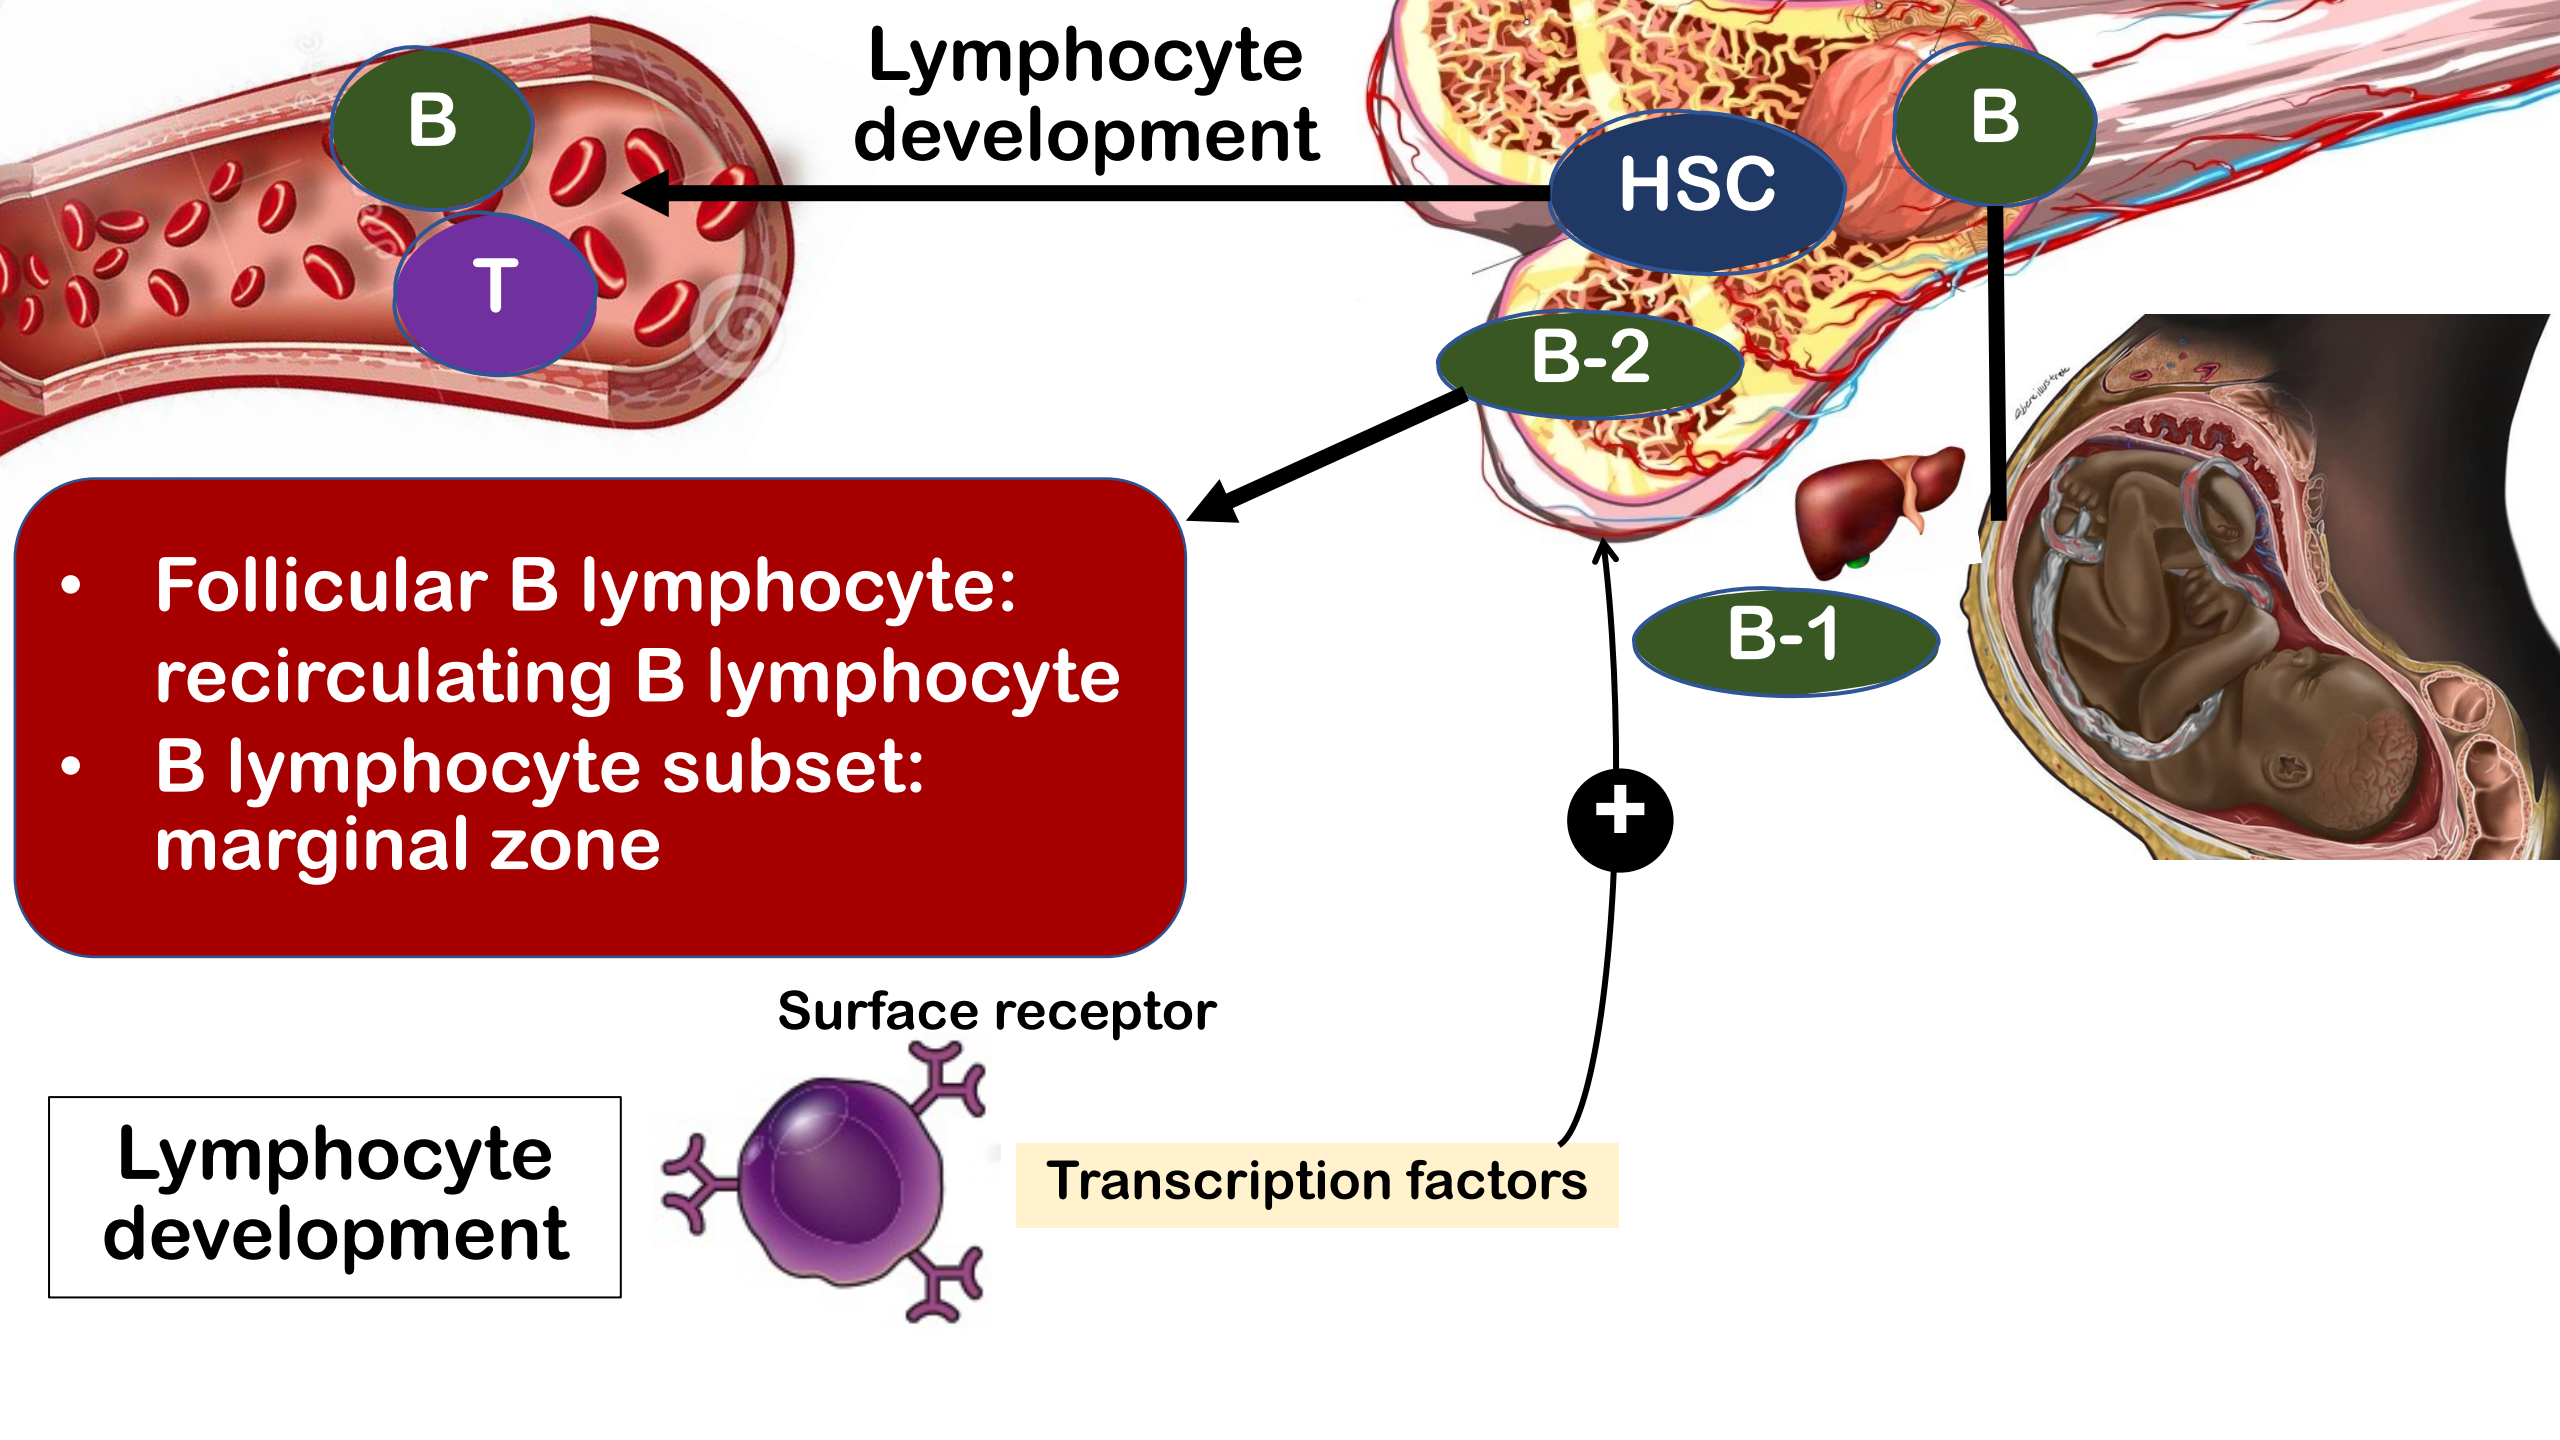 Lymphocyte
development
B
T
HSC
B
B-2
B-1
• Follicular B lymphocyte:
recirculating B lymphocyte
• B lymphocyte subset:
marginal zone
+
Surface receptor
Lymphocyte
development
Transcription factors